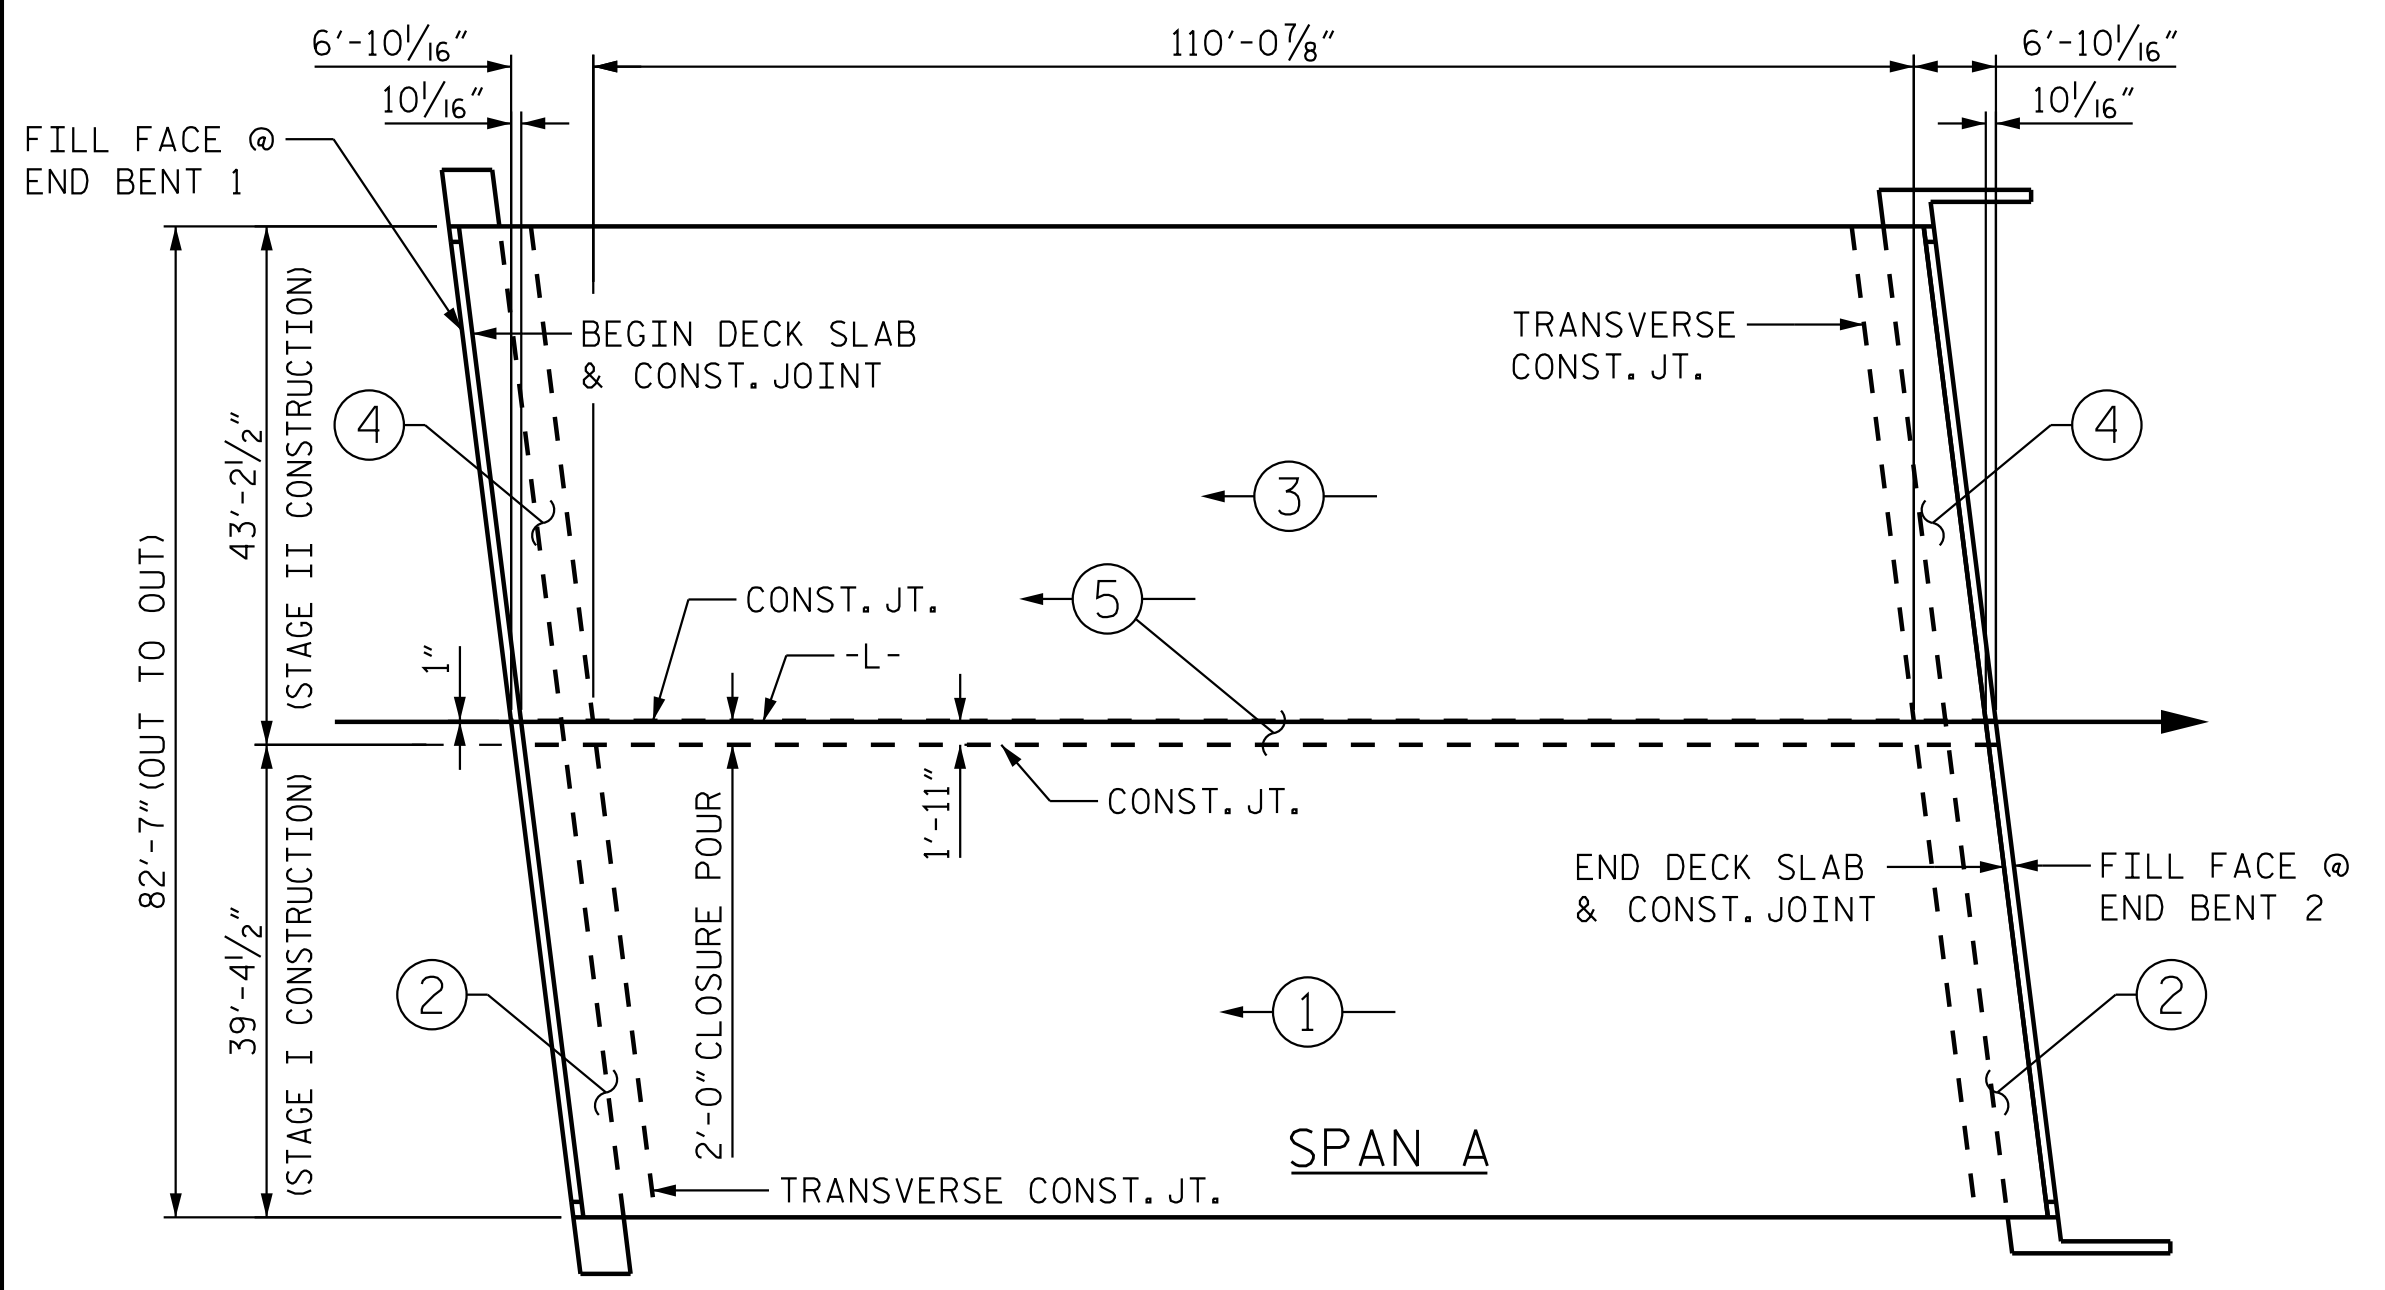 6'-10 1/16"
110'-0 7/8"
6'-10 1/16"
10 1/16"
10 1/16"
FILL FACE @
END BENT 1
BEGIN DECK SLAB
& CONST. JOINT
TRANSVERSE
CONST. JT.
4
4
3
82'-7" (OUT TO OUT)
43'-2 1/2"
(STAGE II CONSTRUCTION)
CONST. JT.
5
1"
-L-
39'-4 1/2"
(STAGE I CONSTRUCTION)
2'-0" CLOSURE POUR
1'-11"
CONST. JT.
END DECK SLAB
& CONST. JOINT
FILL FACE @
END BENT 2
2
1
2
SPAN A
TRANSVERSE CONST. JT.